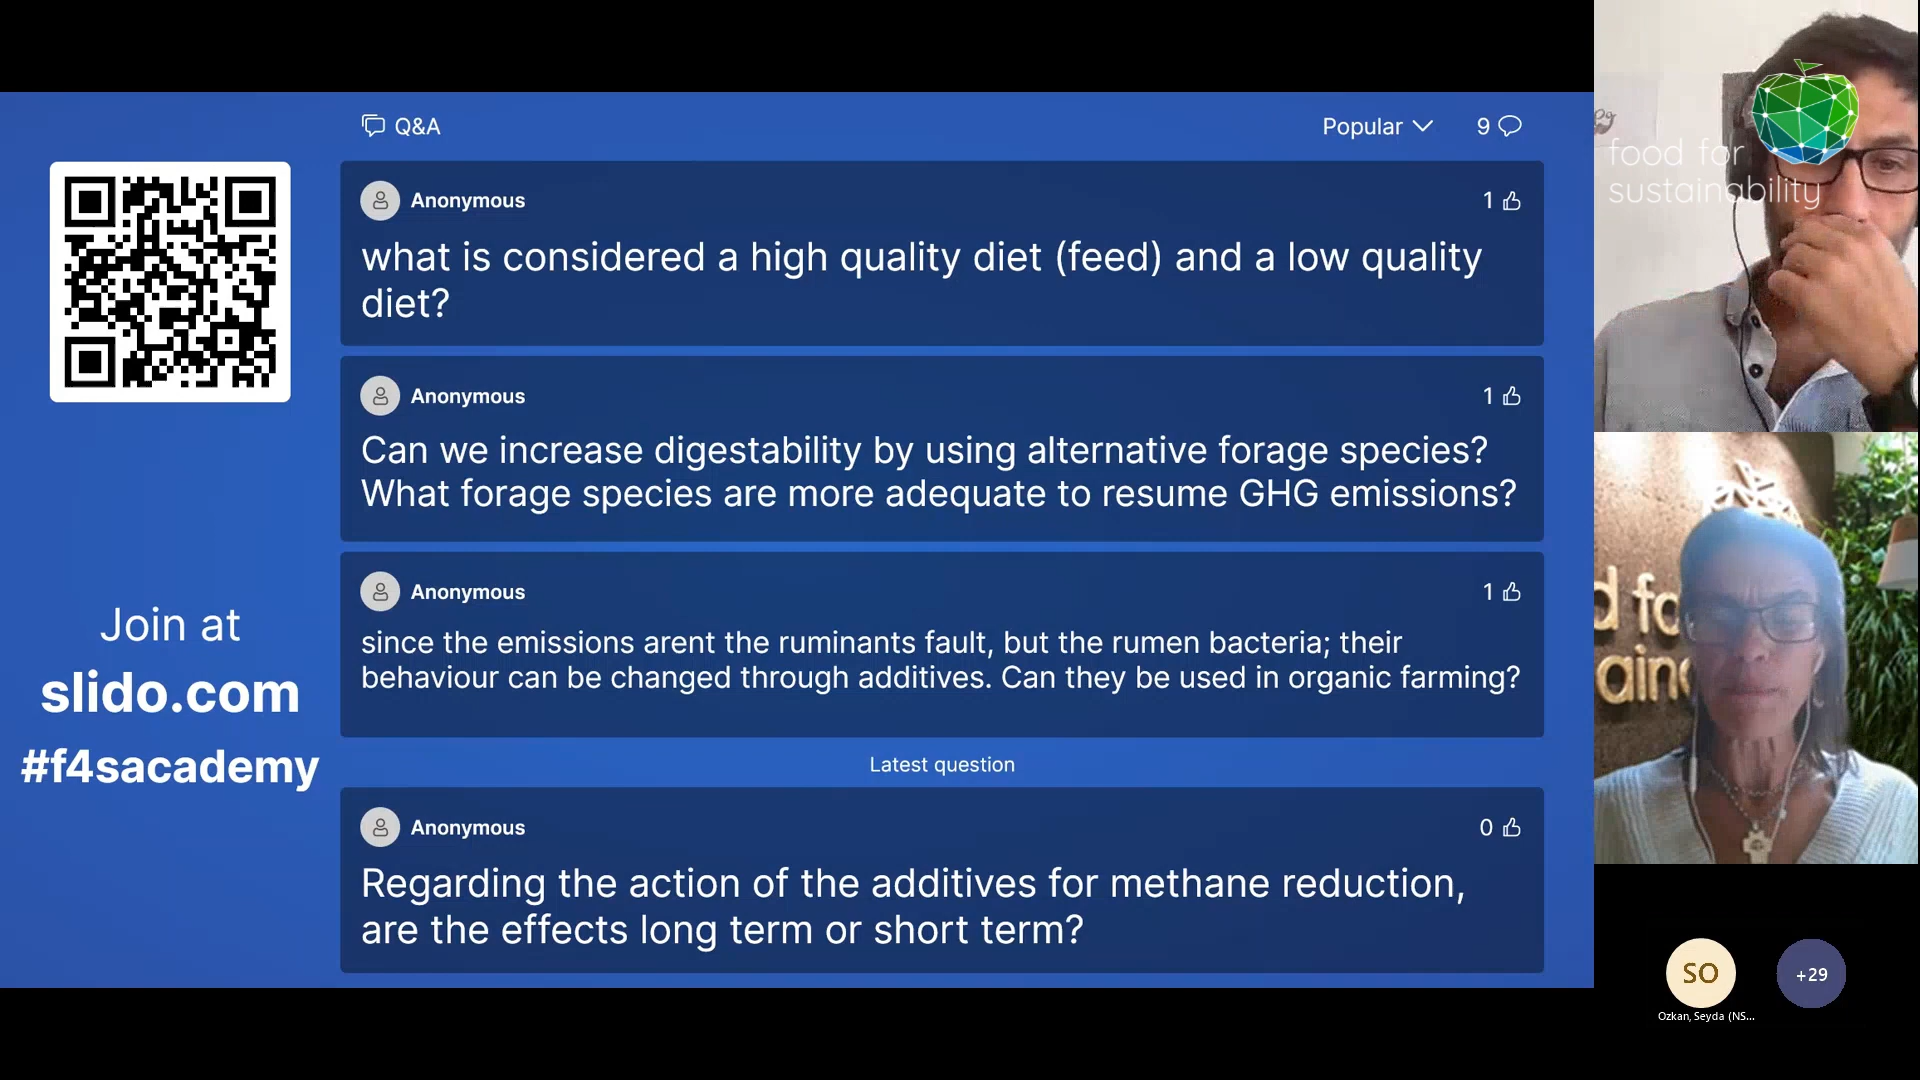 Q&A
Popular
9
Anonymous
1
what is considered a high quality diet (feed) and a low quality
diet?
Anonymous
1
Can we increase digestability by using alternative forage species?
What forage species are more adequate to resume GHG emissions?
Anonymous
1
since the emissions arent the ruminants fault, but the rumen bacteria; their
behaviour can be changed through additives. Can they be used in organic farming?
Latest question
Anonymous
0
Regarding the action of the additives for methane reduction,
are the effects long term or short term?
Join at
slido.com
#f4sacademy
food for
sustainability
d fo
aina
SO
+29
Ozkan, Seyda (NS...